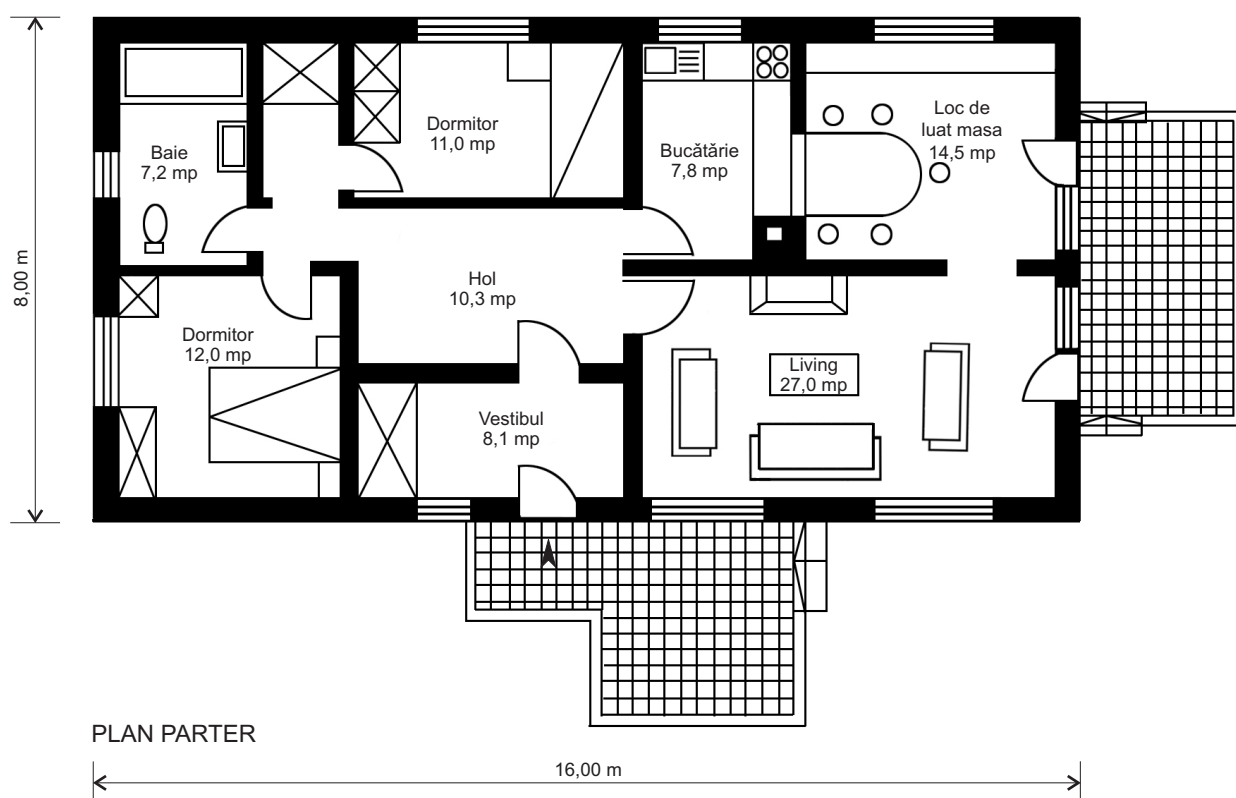 Baie
7,2 mp
Dormitor
11,0 mp
Bucătărie
7,8 mp
Loc de
luat masa
14,5 mp
8,00 m
Hol
10,3 mp
Dormitor
12,0 mp
Living
27,0 mp
Vestibul
8,1 mp
PLAN PARTER
16,00 m